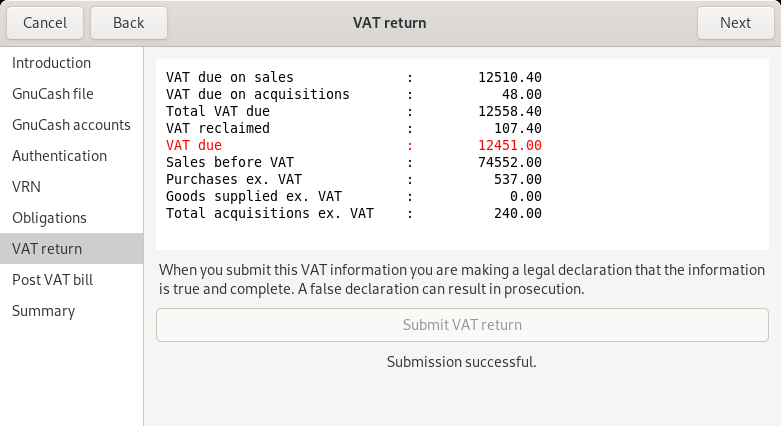 Cancel Back VAT return Next
Introduction
GnuCash file
GnuCash accounts
Authentication
VRN
Obligations
VAT return
Post VAT bill
Summary
VAT due on sales : 12510.40
VAT due on acquisitions : 48.00
Total VAT due : 12558.40
VAT reclaimed : 107.40
VAT due : 12451.00
Sales before VAT : 74552.00
Purchases ex. VAT : 537.00
Goods supplied ex. VAT : 0.00
Total acquisitions ex. VAT : 240.00
When you submit this VAT information you are making a legal declaration that the information
is true and complete. A false declaration can result in prosecution.
Submit VAT return
Submission successful.